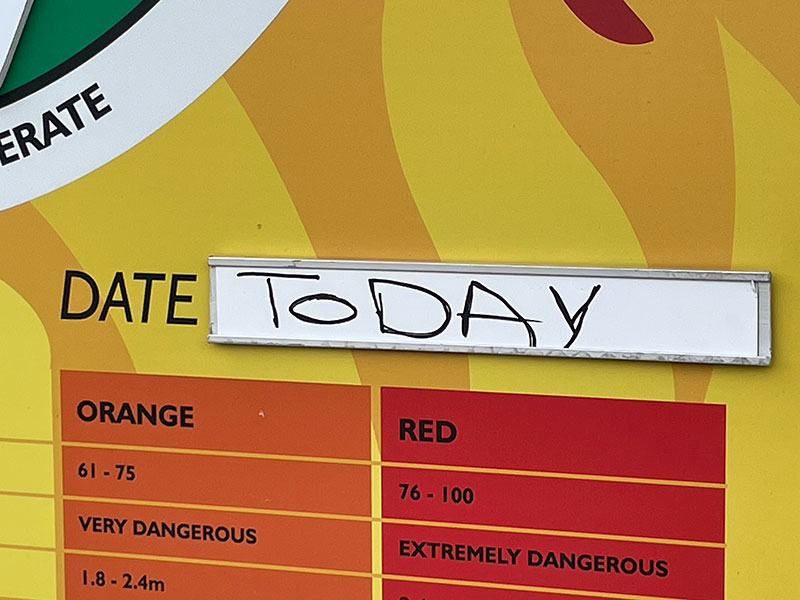 ERATE
DATE ToDAY
ORANGE
61 - 75
VERY DANGEROUS
1.8 - 2.4m
RED
76 - 100
EXTREMELY DANGEROUS